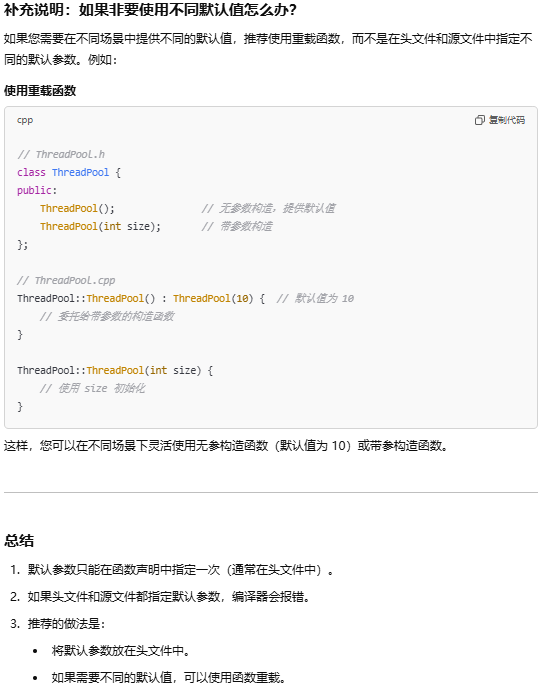 补充说明：如果非要使用不同默认值怎么办？
如果您需要在不同场景中提供不同的默认值，推荐使用重载函数，而不是在头文件和源文件中指定不
同的默认参数。例如：
使用重载函数
cpp 复制代码
// ThreadPool.h
class ThreadPool {
public:
    ThreadPool();             // 无参数构造，提供默认值
    ThreadPool(int size);     // 带参数构造
};
// ThreadPool.cpp
ThreadPool::ThreadPool() : ThreadPool(10) {  // 默认值为 10
    // 委托给带参数的构造函数
}
ThreadPool::ThreadPool(int size) {
    // 使用 size 初始化
}
这样，您可以在不同场景下灵活使用无参构造函数（默认值为 10）或带参构造函数。
总结
1. 默认参数只能在函数声明中指定一次（通常在头文件中）。
2. 如果头文件和源文件都指定默认参数，编译器会报错。
3. 推荐的做法是：
• 将默认参数放在头文件中。
• 如果需要不同的默认值，可以使用函数重载。